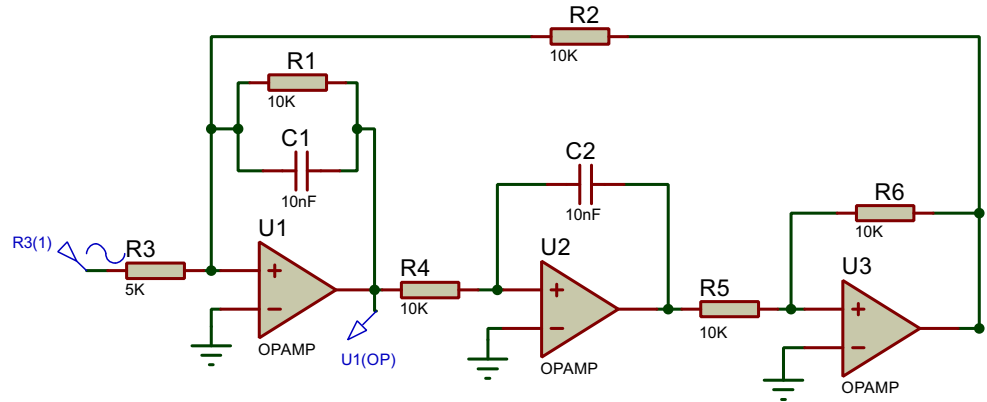 R2
10K
R1
10K
C1
10nF
C2
10nF
R6
10K
U1
+
−
OPAMP
R3(1)
R3
5K
R4
10K
U1(OP)
U2
+
−
OPAMP
R5
10K
U3
+
−
OPAMP